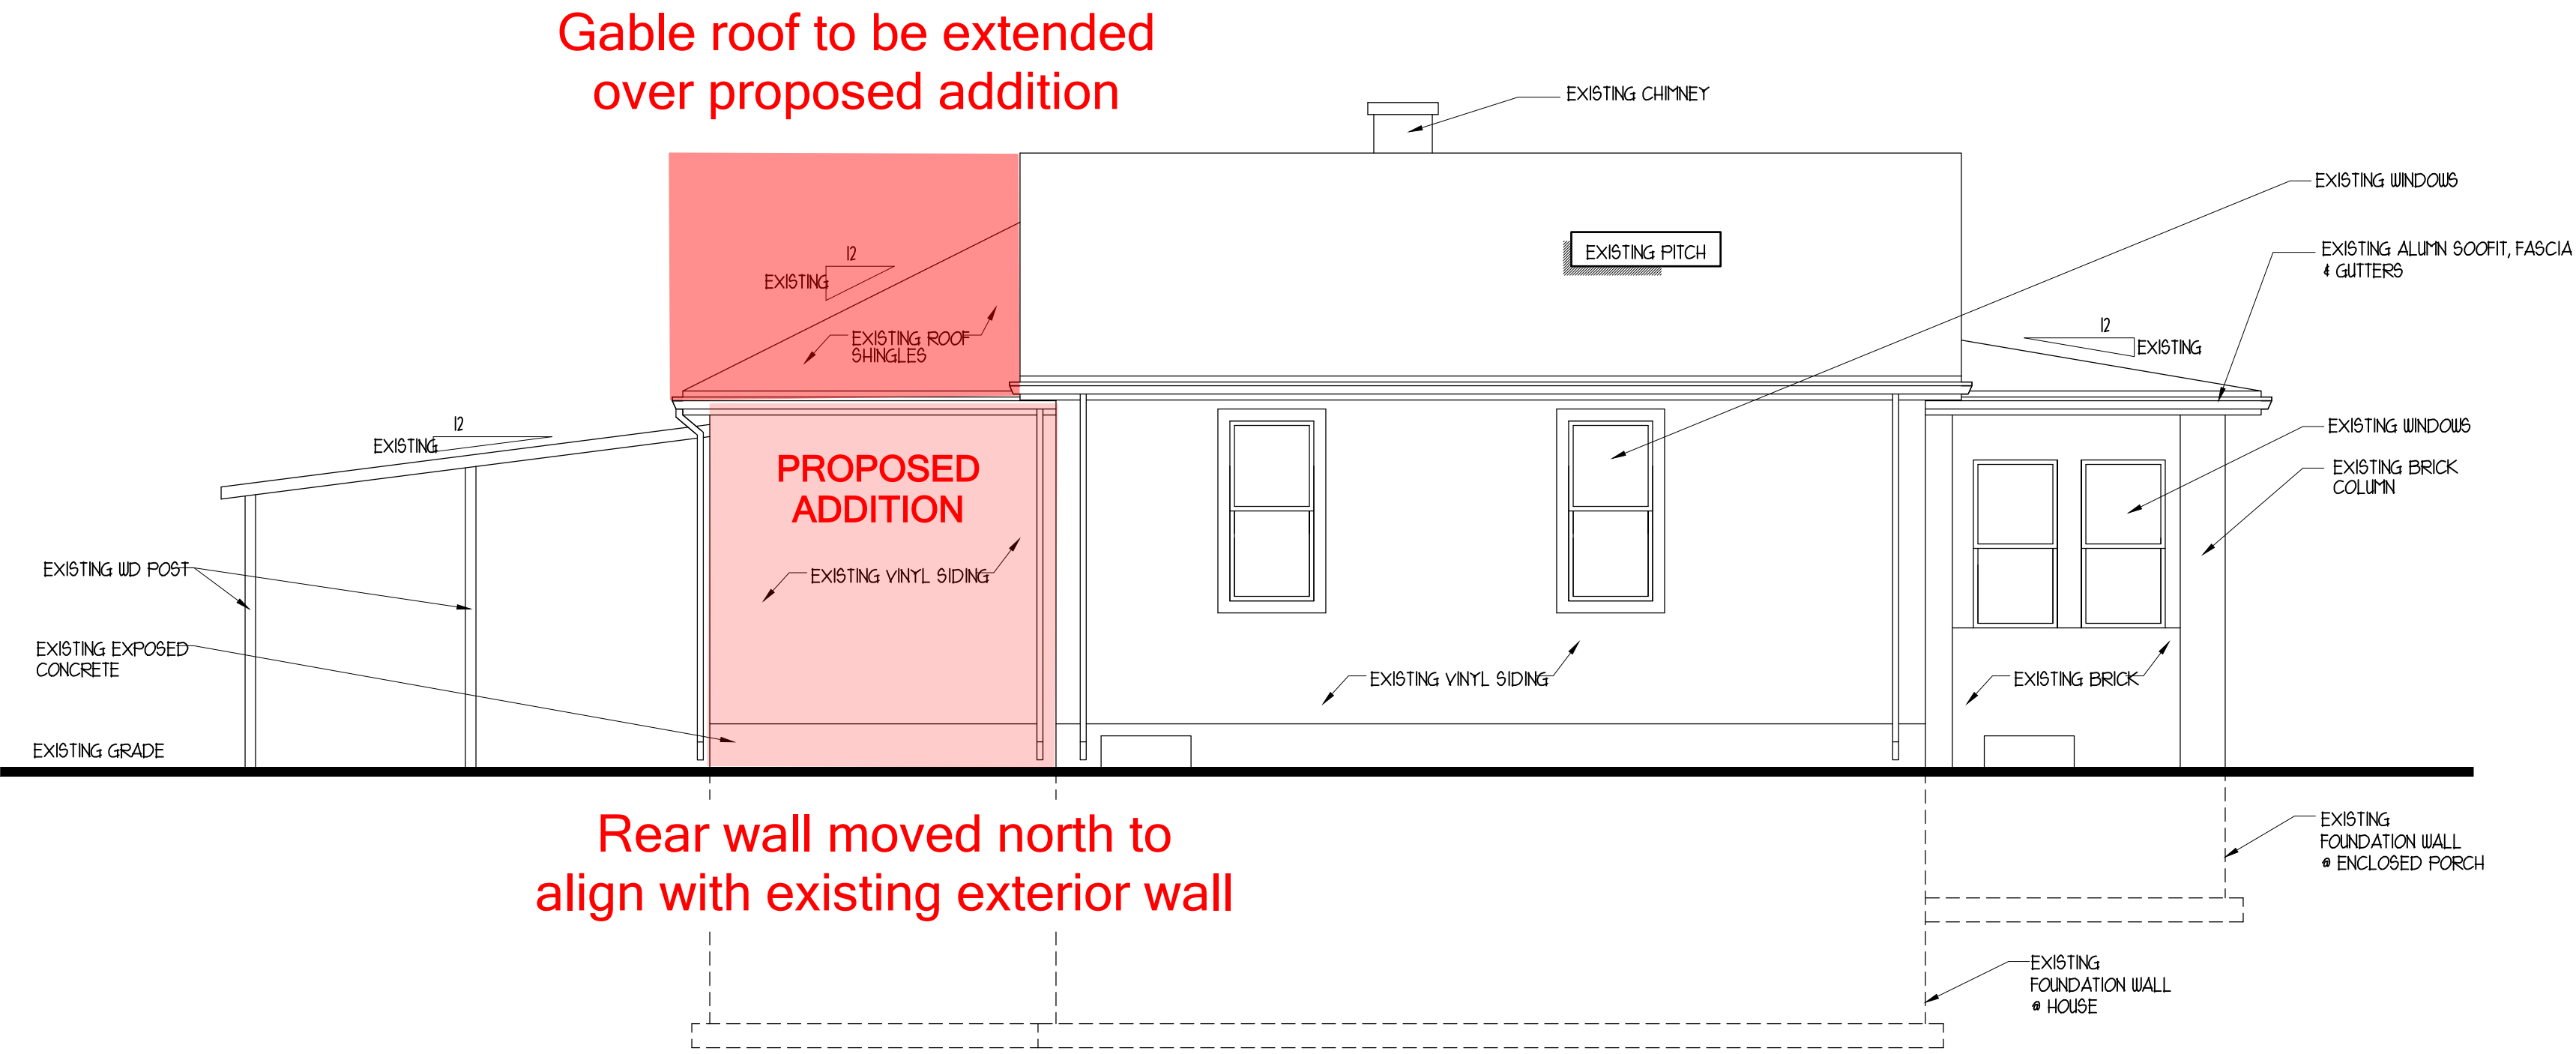 Gable roof to be extended
over proposed addition
EXISTING CHIMNEY
EXISTING WINDOWS
EXISTING PITCH
EXISTING ALUMN SOOFIT, FASCIA
& GUTTERS
12
EXISTING
EXISTING ROOF
SHINGLES
12
EXISTING
12
EXISTING
EXISTING WINDOWS
PROPOSED
ADDITION
EXISTING BRICK
COLUMN
EXISTING WD POST
EXISTING VINYL SIDING
EXISTING EXPOSED
CONCRETE
EXISTING VINYL SIDING
EXISTING BRICK
EXISTING GRADE
Rear wall moved north to
align with existing exterior wall
EXISTING
FOUNDATION WALL
@ ENCLOSED PORCH
EXISTING
FOUNDATION WALL
@ HOUSE